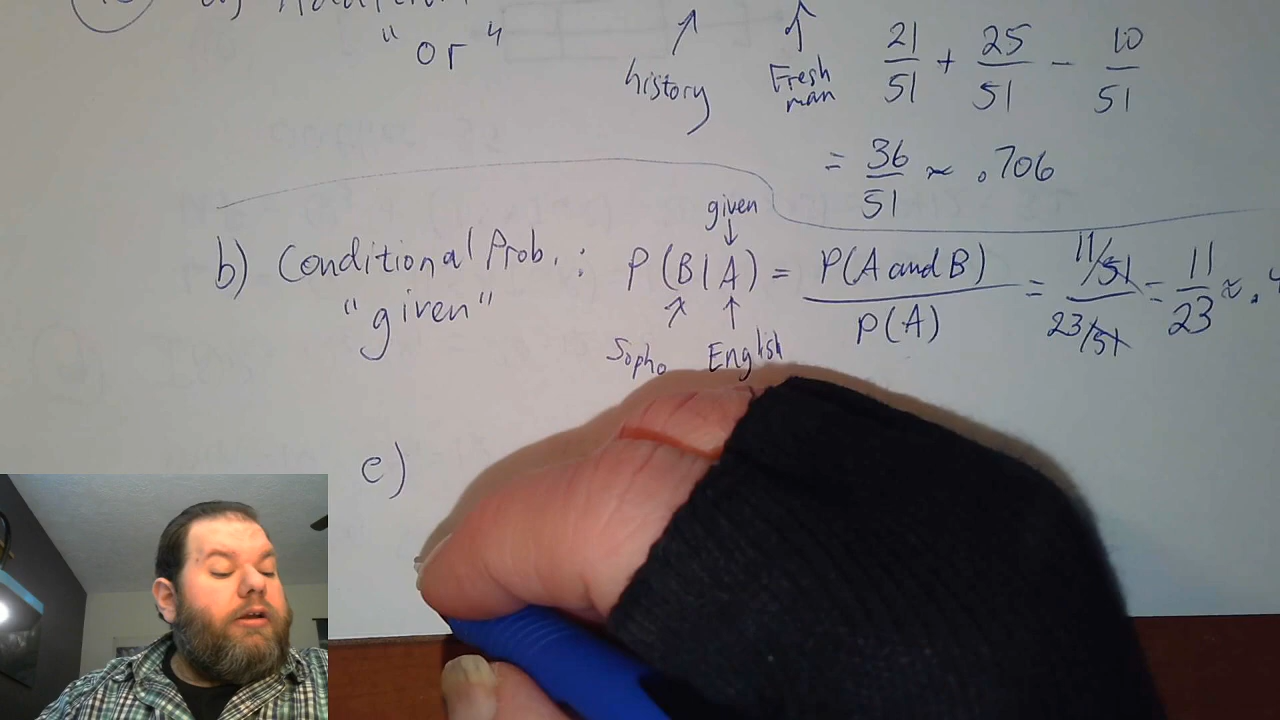 "or"
history
Fresh
man
21/51 + 25/51 - 10/51
= 36/51 ≈ .706
given
↓
b) Conditional Prob. : P(B|A) = P(A and B)/P(A) = (11/51)/(23/51) = 11/23 ≈ .4
"given"
Sopho English
c)